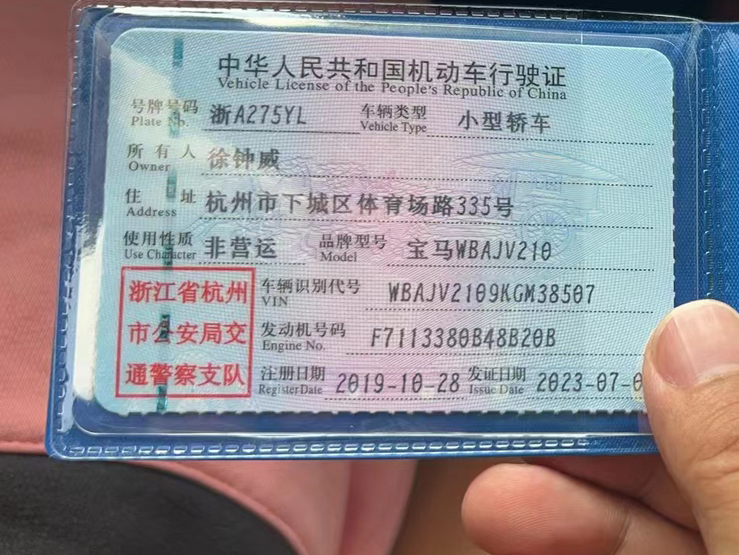 中华人民共和国机动车行驶证
Vehicle License of the People's Republic of China
号牌号码 浙A275YL 车辆类型 小型轿车
Plate No. Vehicle Type
所有人 徐钟威
Owner
住址 杭州市下城区体育场路335号
Address
使用性质 非营运 品牌型号 宝马WBAJV210
Use Character Model
浙江省杭州 车辆识别代号 WBAJV2109KGM38507
VIN
市公安局交 发动机号码 F7113380B48B20B
Engine No.
通警察支队 注册日期 2019-10-28 发证日期 2023-07-0
Register Date Issue Date